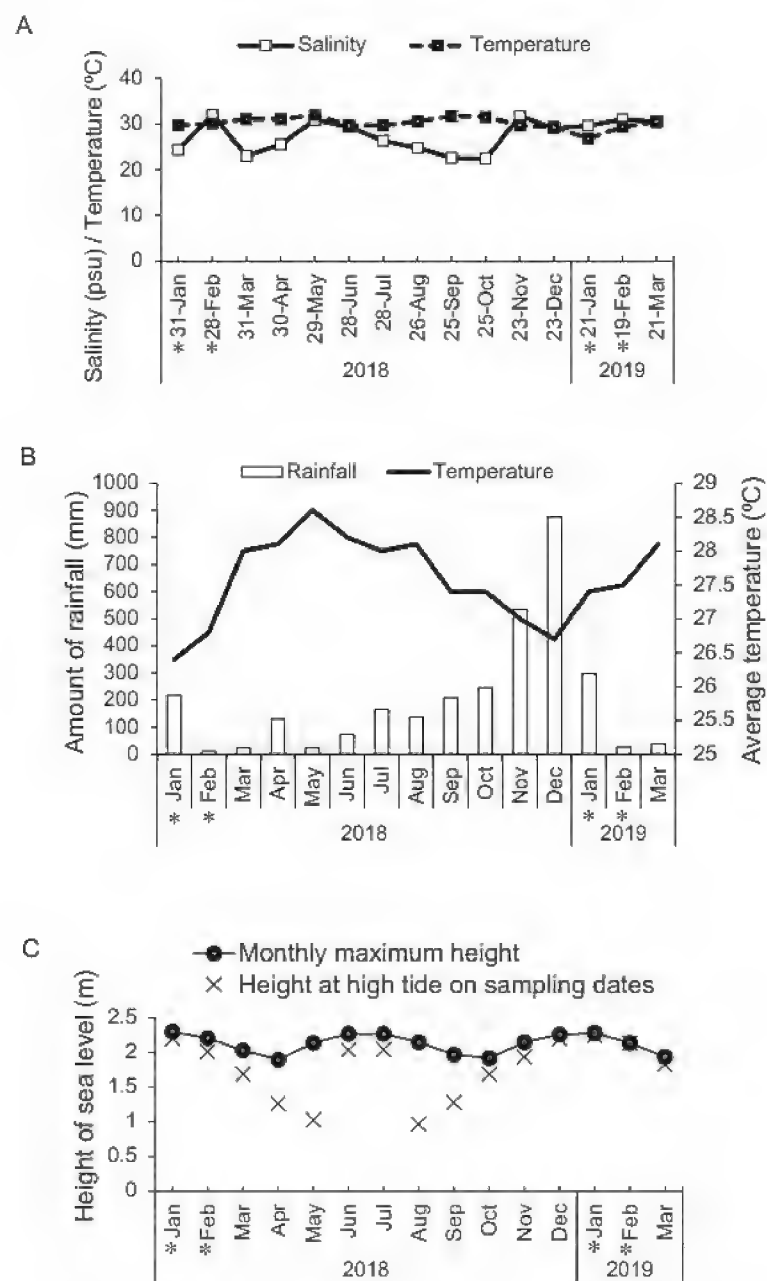 A
Salinity Temperature
Salinity (psu) / Temperature (ºC)
40
30
20
10
0
*31-Jan *28-Feb 31-Mar 30-Apr 29-May 28-Jun 28-Jul 26-Aug 25-Sep 25-Oct 23-Nov 23-Dec *21-Jan *19-Feb 21-Mar
2018 2019
B
Rainfall Temperature
Amount of rainfall (mm)
1000
900
800
700
600
500
400
300
200
100
0
29
28.5
28
27.5
27
26.5
26
25.5
25
Average temperature (ºC)
* Jan * Feb Mar Apr May Jun Jul Aug Sep Oct Nov Dec * Jan * Feb Mar
2018 2019
C
Monthly maximum height
Height at high tide on sampling dates
Height of sea level (m)
2.5
2
1.5
1
0.5
0
*Jan *Feb Mar Apr May Jun Jul Aug Sep Oct Nov Dec *Jan *Feb Mar
2018 2019